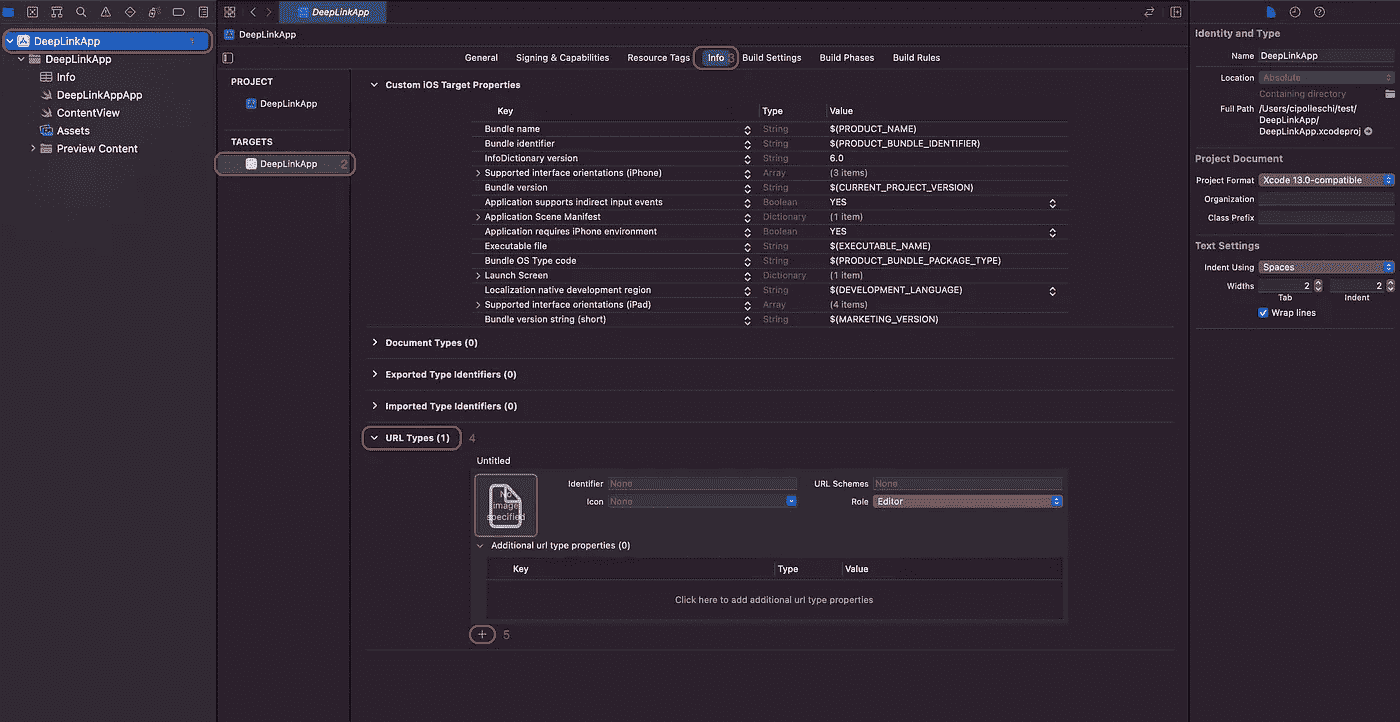 DeepLinkApp
DeepLinkApp 1
DeepLinkApp
DeepLinkApp
Info
DeepLinkAppApp
ContentView
Assets
Preview Content
General Signing & Capabilities Resource Tags Info 3 Build Settings Build Phases Build Rules
PROJECT
DeepLinkApp
TARGETS
DeepLinkApp 2
Custom iOS Target Properties
Key Type Value
Bundle name String $(PRODUCT_NAME)
Bundle identifier String $(PRODUCT_BUNDLE_IDENTIFIER)
InfoDictionary version String 6.0
Supported interface orientations (iPhone) Array (3 items)
Bundle version String $(CURRENT_PROJECT_VERSION)
Application supports indirect input events Boolean YES
Application Scene Manifest Dictionary (1 item)
Application requires iPhone environment Boolean YES
Executable file String $(EXECUTABLE_NAME)
Bundle OS Type code String $(PRODUCT_BUNDLE_PACKAGE_TYPE)
Launch Screen Dictionary (1 item)
Localization native development region String $(DEVELOPMENT_LANGUAGE)
Supported interface orientations (iPad) Array (4 items)
Bundle version string (short) String $(MARKETING_VERSION)
Document Types (0)
Exported Type Identifiers (0)
Imported Type Identifiers (0)
URL Types (1) 4
Untitled
No
image
specified
Identifier None URL Schemes None
Icon None Role Editor
Additional url type properties (0)
Key Type Value
Click here to add additional url type properties
+ 5
Identity and Type
Name DeepLinkApp
Location Absolute
Containing directory
Full Path /Users/cipolleschi/test/
DeepLinkApp/
DeepLinkApp.xcodeproj
Project Document
Project Format Xcode 13.0-compatible
Organization
Class Prefix
Text Settings
Indent Using Spaces
Widths 2 2
Tab Indent
Wrap lines